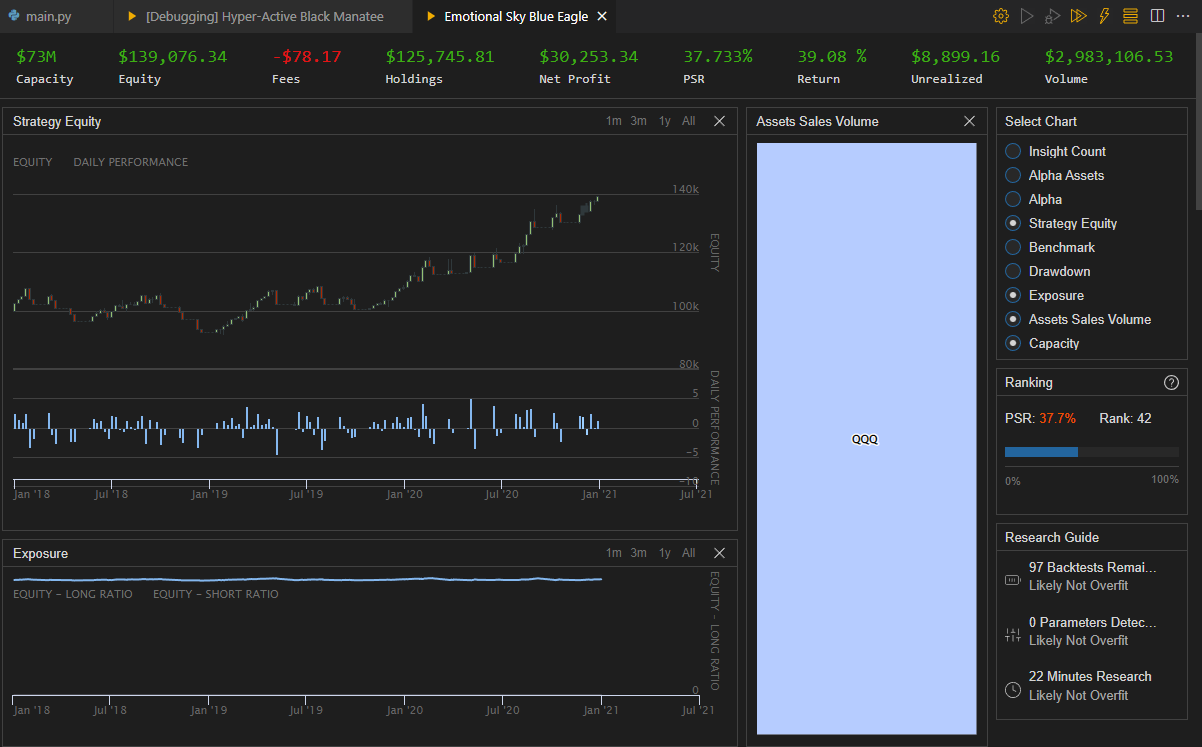 main.py [Debugging] Hyper-Active Black Manatee Emotional Sky Blue Eagle
$73M $139,076.34 -$78.17 $125,745.81 $30,253.34 37.733% 39.08 % $8,899.16 $2,983,106.53
Capacity Equity Fees Holdings Net Profit PSR Return Unrealized Volume
Strategy Equity 1m 3m 1y All
EQUITY DAILY PERFORMANCE
140k
120k
100k
80k
EQUITY
5
0
−5
−10
DAILY PERFORMANCE
Jan '18 Jul '18 Jan '19 Jul '19 Jan '20 Jul '20 Jan '21 Jul '21
Exposure 1m 3m 1y All
EQUITY - LONG RATIO EQUITY - SHORT RATIO
EQUITY - LONG RATIO
0
Jan '18 Jul '18 Jan '19 Jul '19 Jan '20 Jul '20 Jan '21 Jul '21
Assets Sales Volume
QQQ
Select Chart
Insight Count
Alpha Assets
Alpha
Strategy Equity
Benchmark
Drawdown
Exposure
Assets Sales Volume
Capacity
Ranking
PSR: 37.7% Rank: 42
0% 100%
Research Guide
97 Backtests Remai...
Likely Not Overfit
0 Parameters Detec...
Likely Not Overfit
22 Minutes Research
Likely Not Overfit